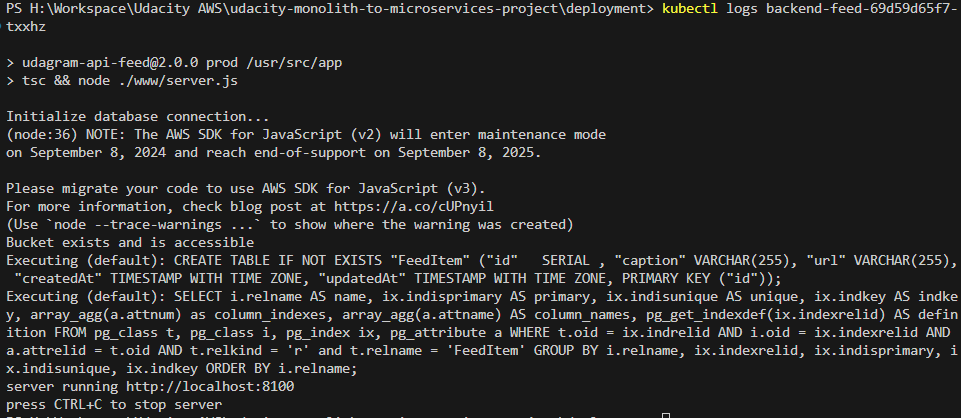 PS H:\Workspace\Udacity AWS\udacity-monolith-to-microservices-project\deployment> kubectl logs backend-feed-69d59d65f7-
txxhz
> udagram-api-feed@2.0.0 prod /usr/src/app
> tsc && node ./www/server.js
Initialize database connection...
(node:36) NOTE: The AWS SDK for JavaScript (v2) will enter maintenance mode
on September 8, 2024 and reach end-of-support on September 8, 2025.
Please migrate your code to use AWS SDK for JavaScript (v3).
For more information, check blog post at https://a.co/cUPnyil
(Use `node --trace-warnings ...` to show where the warning was created)
Bucket exists and is accessible
Executing (default): CREATE TABLE IF NOT EXISTS "FeedItem" ("id"   SERIAL , "caption" VARCHAR(255), "url" VARCHAR(255),
 "createdAt" TIMESTAMP WITH TIME ZONE, "updatedAt" TIMESTAMP WITH TIME ZONE, PRIMARY KEY ("id"));
Executing (default): SELECT i.relname AS name, ix.indisprimary AS primary, ix.indisunique AS unique, ix.indkey AS indke
y, array_agg(a.attnum) as column_indexes, array_agg(a.attname) AS column_names, pg_get_indexdef(ix.indexrelid) AS defin
ition FROM pg_class t, pg_class i, pg_index ix, pg_attribute a WHERE t.oid = ix.indrelid AND i.oid = ix.indexrelid AND
a.attrelid = t.oid AND t.relkind = 'r' and t.relname = 'FeedItem' GROUP BY i.relname, ix.indexrelid, ix.indisprimary, i
x.indisunique, ix.indkey ORDER BY i.relname;
server running http://localhost:8100
press CTRL+C to stop server